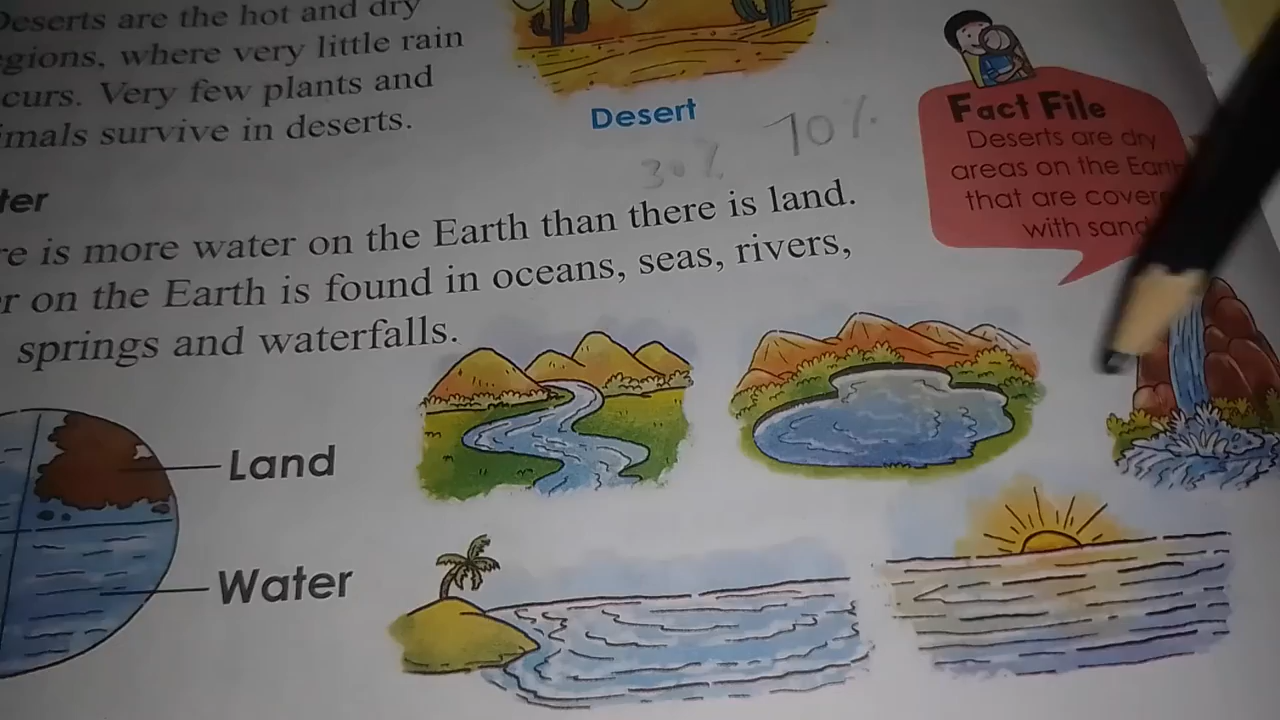 Deserts are the hot and dry
gions, where very little rain
curs. Very few plants and
imals survive in deserts.
Desert
70%
30%
Fact File
Deserts are dry
areas on the Earth
that are cover
with sand
ter
re is more water on the Earth than there is land.
r on the Earth is found in oceans, seas, rivers,
springs and waterfalls.
Land
Water